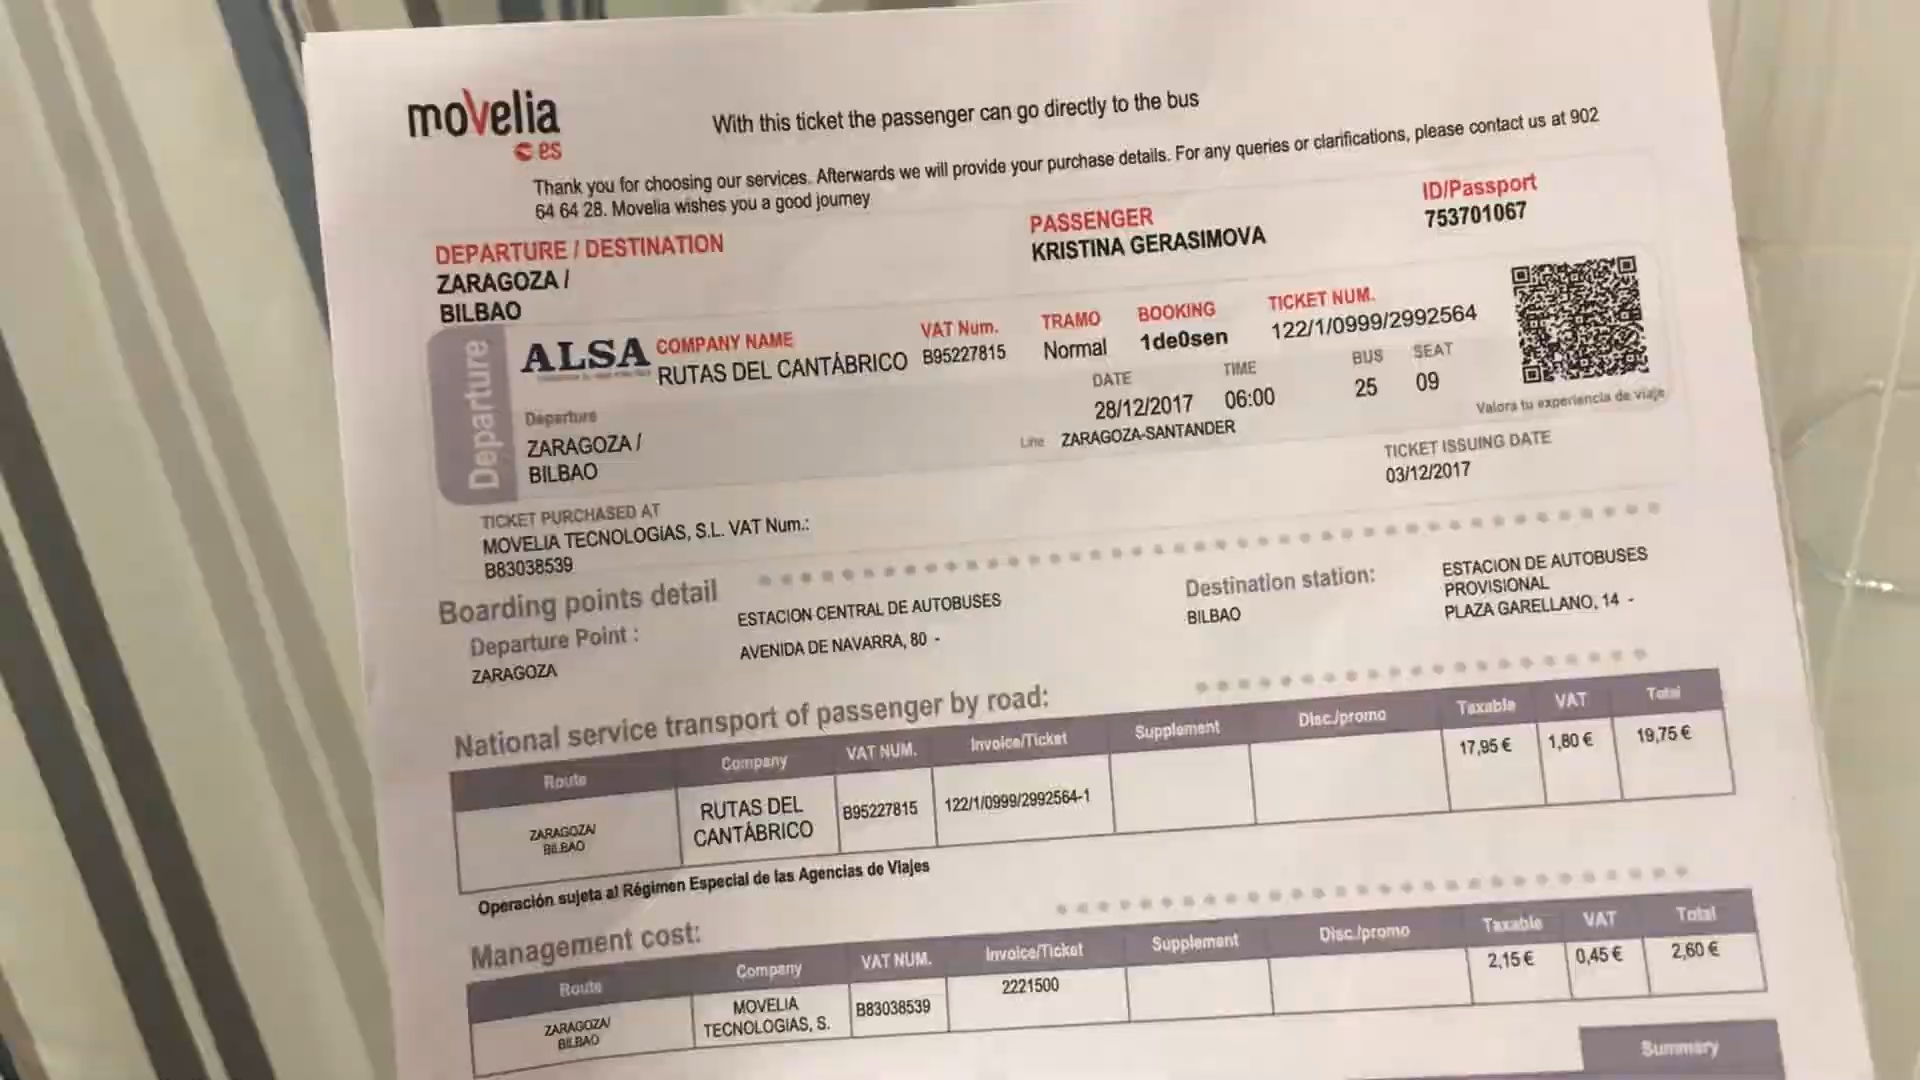 movelia
es
With this ticket the passenger can go directly to the bus
Thank you for choosing our services. Afterwards we will provide your purchase details. For any queries or clarifications, please contact us at 902
64 64 28. Movelia wishes you a good journey
DEPARTURE / DESTINATION
ZARAGOZA /
BILBAO
PASSENGER
KRISTINA GERASIMOVA
ID/Passport
753701067
Departure
ALSA
COMPANY NAME
RUTAS DEL CANTÁBRICO
VAT Num.
B95227815
TRAMO
Normal
BOOKING
1de0sen
TICKET NUM.
122/1/0999/2992564
Departure
ZARAGOZA /
BILBAO
DATE
28/12/2017
TIME
06:00
BUS
25
SEAT
09
Line ZARAGOZA-SANTANDER
Valora tu experiencia de viaje
TICKET ISSUING DATE
03/12/2017
TICKET PURCHASED AT
MOVELIA TECNOLOGIAS, S.L. VAT Num.:
B83038539
Boarding points detail
Departure Point :
ZARAGOZA
ESTACION CENTRAL DE AUTOBUSES
AVENIDA DE NAVARRA, 80 -
Destination station:
BILBAO
ESTACION DE AUTOBUSES
PROVISIONAL
PLAZA GARELLANO, 14 -
National service transport of passenger by road:
Route Company VAT NUM. Invoice/Ticket Supplement Disc./promo Taxable VAT Total
ZARAGOZA/
BILBAO
RUTAS DEL
CANTÁBRICO
B95227815
122/1/0999/2992564-1
17,95 €
1,80 €
19,75 €
Operación sujeta al Régimen Especial de las Agencias de Viajes
Management cost:
Route Company VAT NUM. Invoice/Ticket Supplement Disc./promo Taxable VAT Total
ZARAGOZA/
BILBAO
MOVELIA
TECNOLOGIAS, S.
B83038539
2221500
2,15 €
0,45 €
2,60 €
Summary